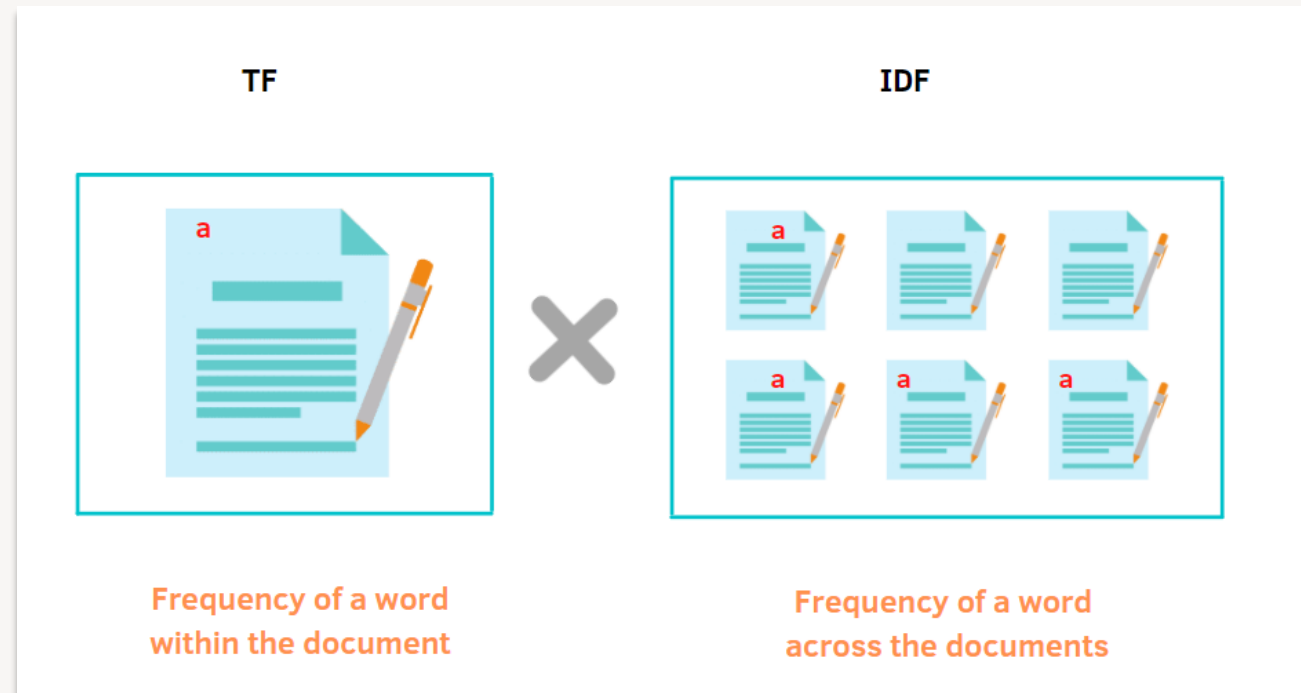 TF
IDF
a
a
a
a
a
Frequency of a word
within the document
Frequency of a word
across the documents